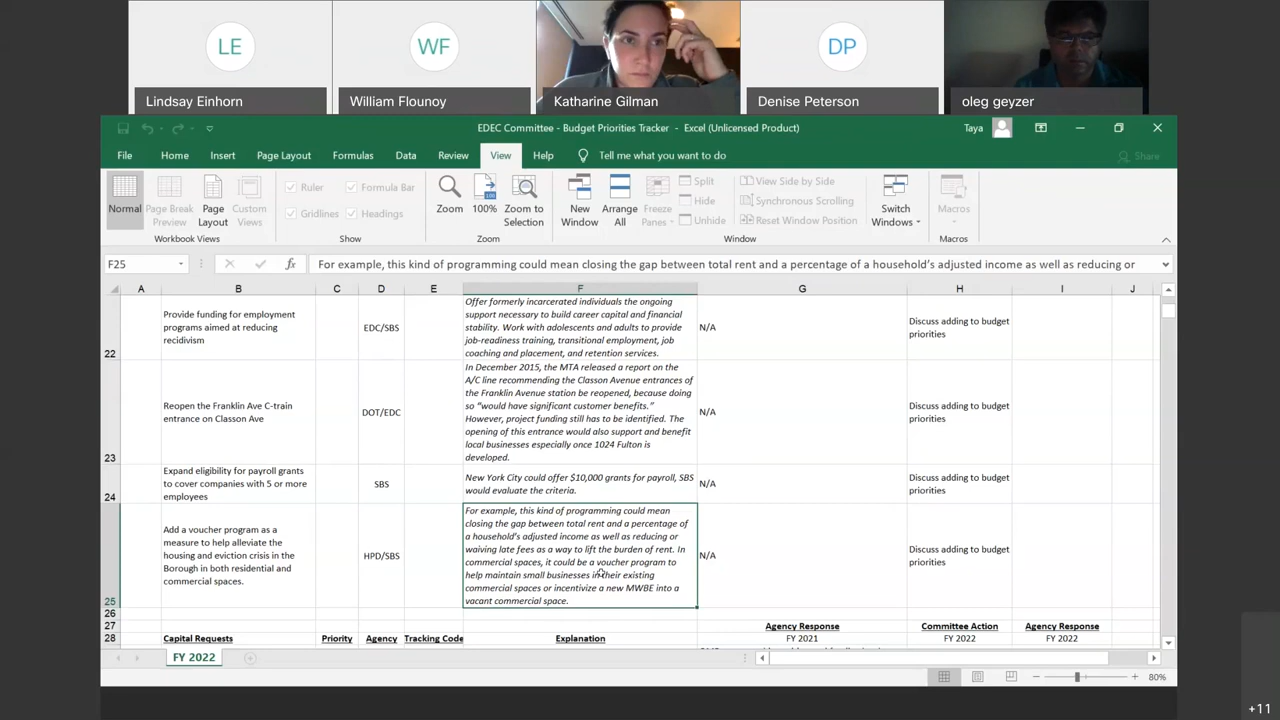 LE
WF
DP
Lindsay Einhorn
William Flounoy
Katharine Gilman
Denise Peterson
oleg geyzer
EDEC Committee - Budget Priorities Tracker - Excel (Unlicensed Product)
Taya
File
Home
Insert
Page Layout
Formulas
Data
Review
View
Help
Tell me what you want to do
Share
Normal
Page Break
Preview
Page
Layout
Custom
Views
Workbook Views
Ruler
Formula Bar
Gridlines
Headings
Show
Zoom
100%
Zoom to
Selection
Zoom
New
Window
Arrange
All
Freeze
Panes
Split
Hide
Unhide
View Side by Side
Synchronous Scrolling
Reset Window Position
Window
Switch
Windows
Macros
Macros
F25
fx
For example, this kind of programming could mean closing the gap between total rent and a percentage of a household's adjusted income as well as reducing or
A B C D E F G H I J
22
Provide funding for employment
programs aimed at reducing
recidivism
EDC/SBS
Offer formerly incarcerated individuals the ongoing
support necessary to build career capital and financial
stability. Work with adolescents and adults to provide
job-readiness training, transitional employment, job
coaching and placement, and retention services.
N/A
Discuss adding to budget
priorities
23
Reopen the Franklin Ave C-train
entrance on Classon Ave
DOT/EDC
In December 2015, the MTA released a report on the
A/C line recommending the Classon Avenue entrances of
the Franklin Avenue station be reopened, because doing
so "would have significant customer benefits."
However, project funding still has to be identified. The
opening of this entrance would also support and benefit
local businesses especially once 1024 Fulton is
developed.
N/A
Discuss adding to budget
priorities
24
Expand eligibility for payroll grants
to cover companies with 5 or more
employees
SBS
New York City could offer $10,000 grants for payroll, SBS
would evaluate the criteria.
N/A
Discuss adding to budget
priorities
25
Add a voucher program as a
measure to help alleviate the
housing and eviction crisis in the
Borough in both residential and
commercial spaces.
HPD/SBS
For example, this kind of programming could mean
closing the gap between total rent and a percentage of
a household's adjusted income as well as reducing or
waiving late fees as a way to lift the burden of rent. In
commercial spaces, it could be a voucher program to
help maintain small businesses in their existing
commercial spaces or incentivize a new MWBE into a
vacant commercial space.
N/A
Discuss adding to budget
priorities
26
27
Agency Response
Committee Action
Agency Response
28
Capital Requests
Priority
Agency
Tracking Code
Explanation
FY 2021
FY 2022
FY 2022
FY 2022
80%
+11